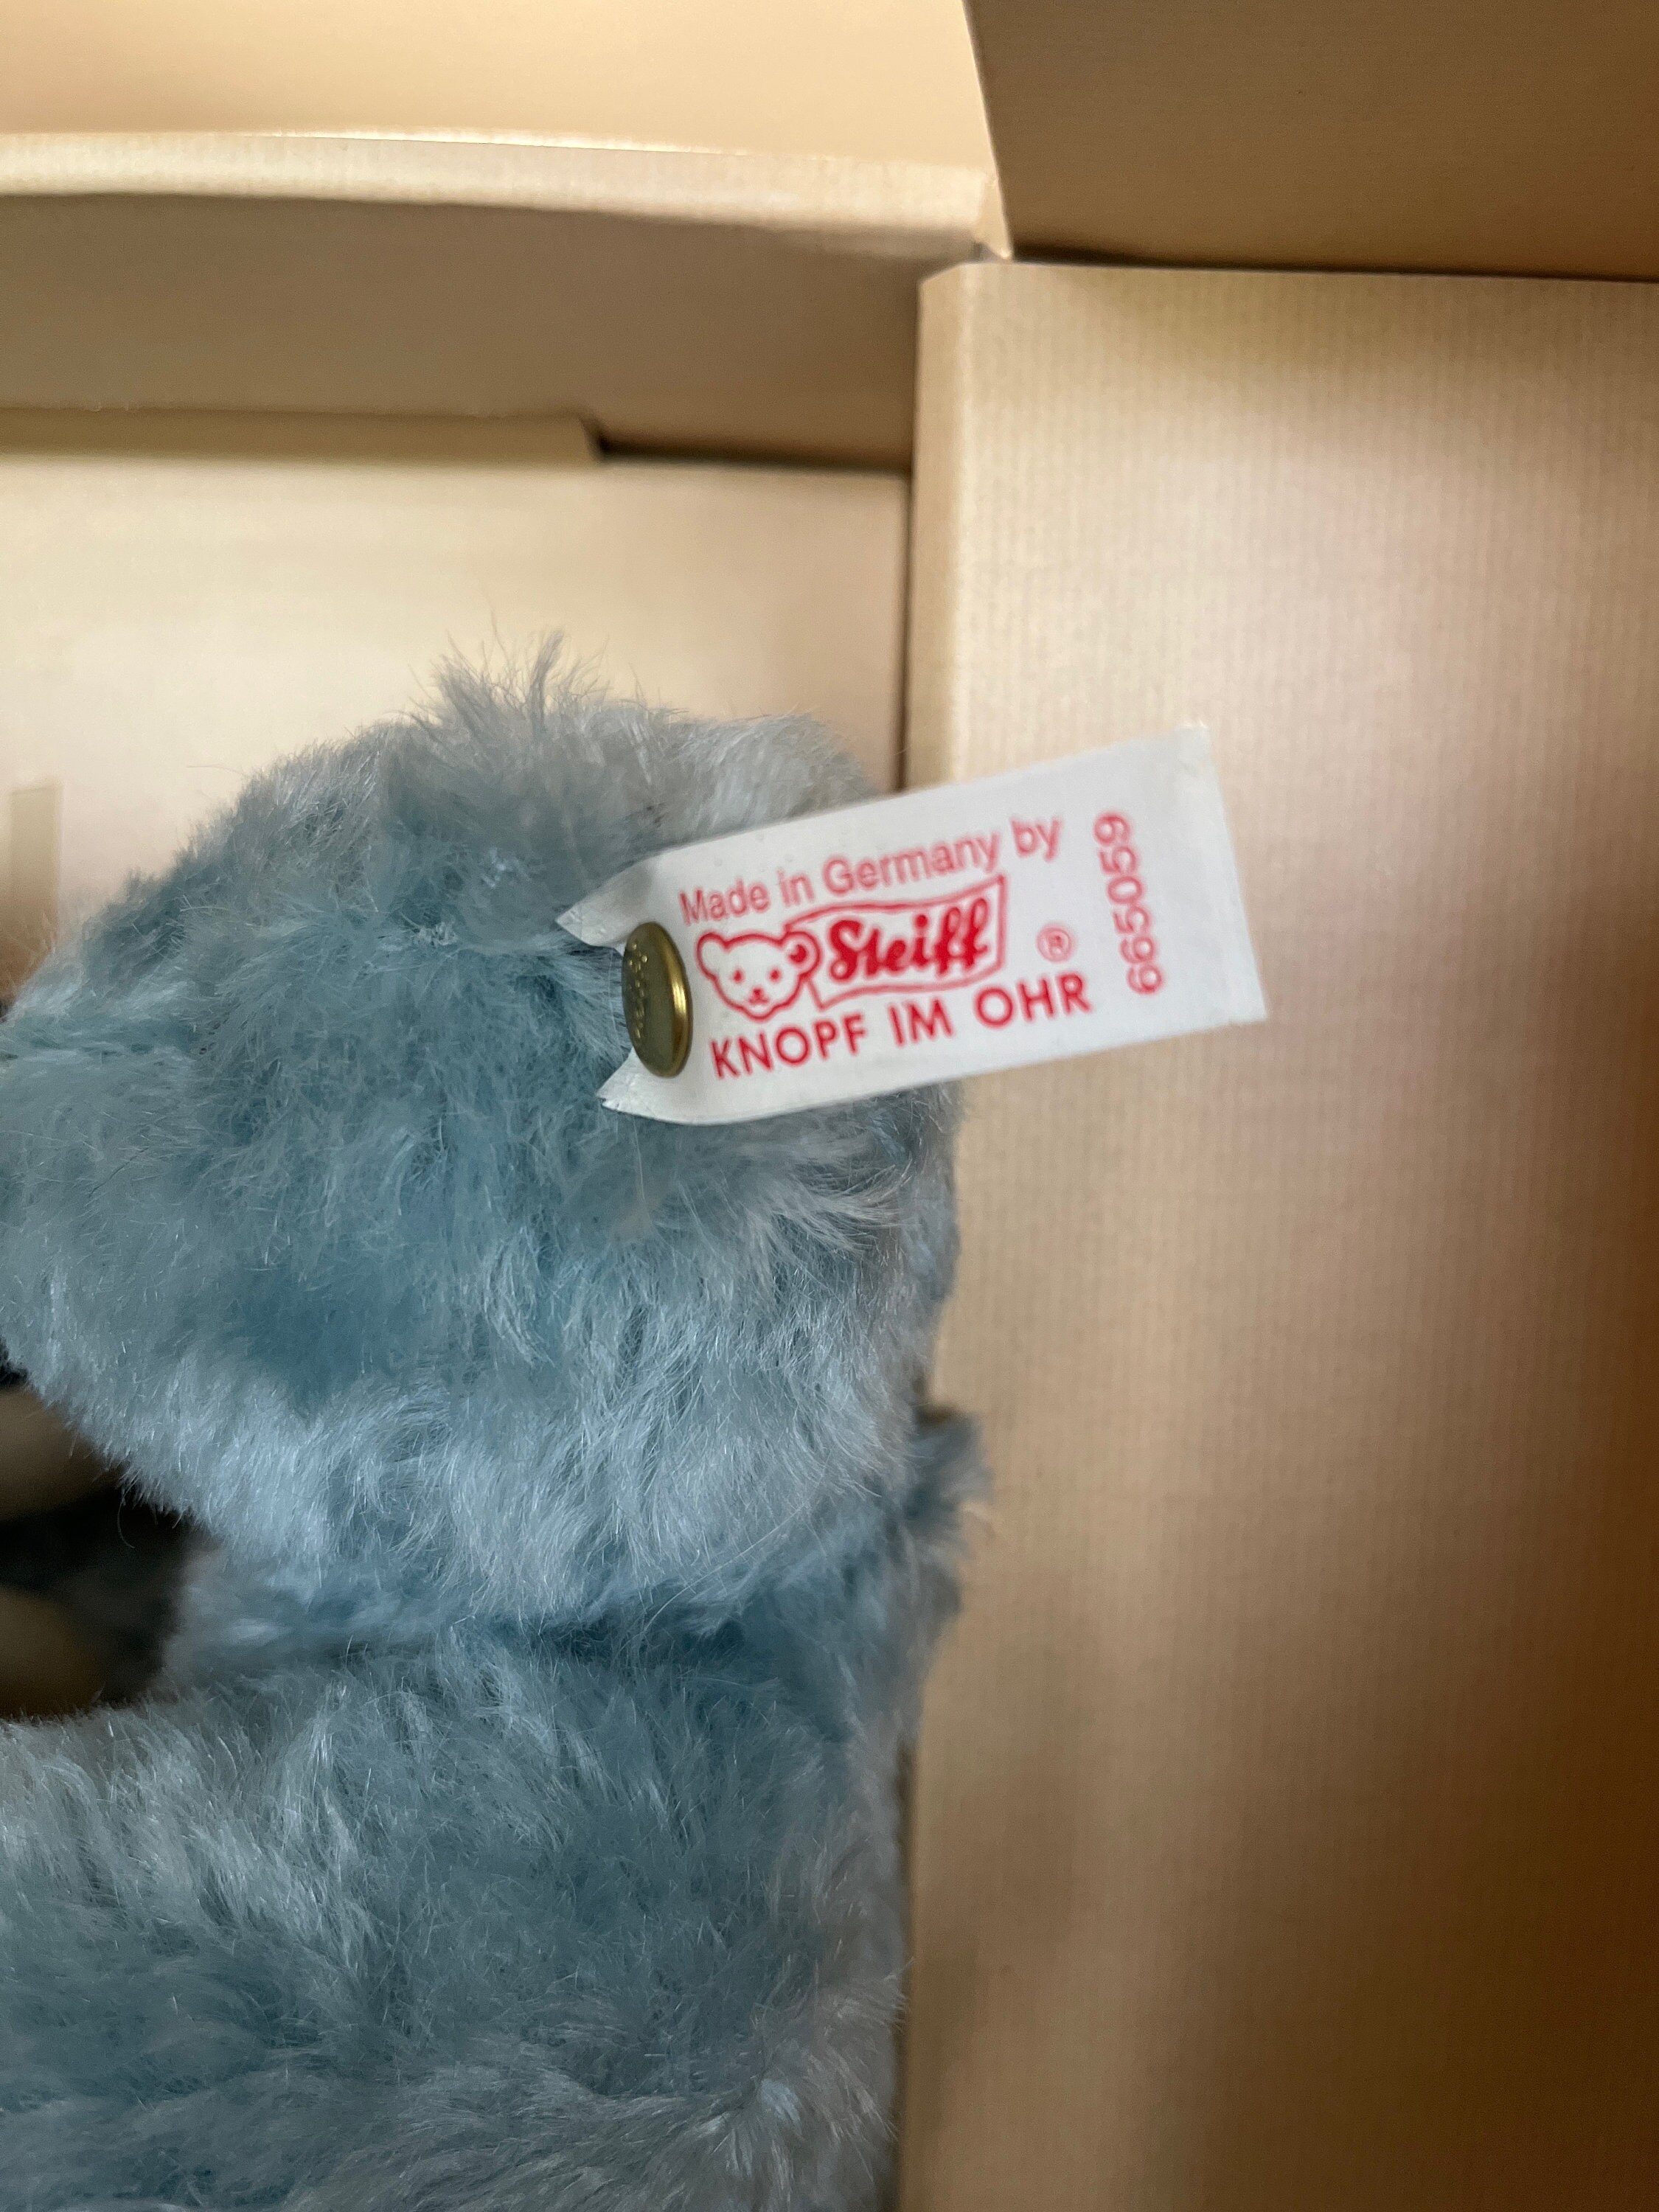 Made in Germany by
Steiff ®
KNOPF IM OHR
665059